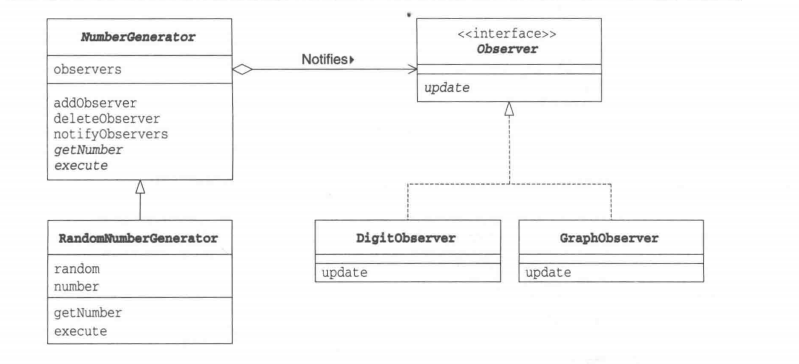 NumberGenerator
observers
addObserver
deleteObserver
notifyObservers
getNumber
execute
Notifies
*
<<interface>>
Observer
update
RandomNumberGenerator
random
number
getNumber
execute
DigitObserver
update
GraphObserver
update